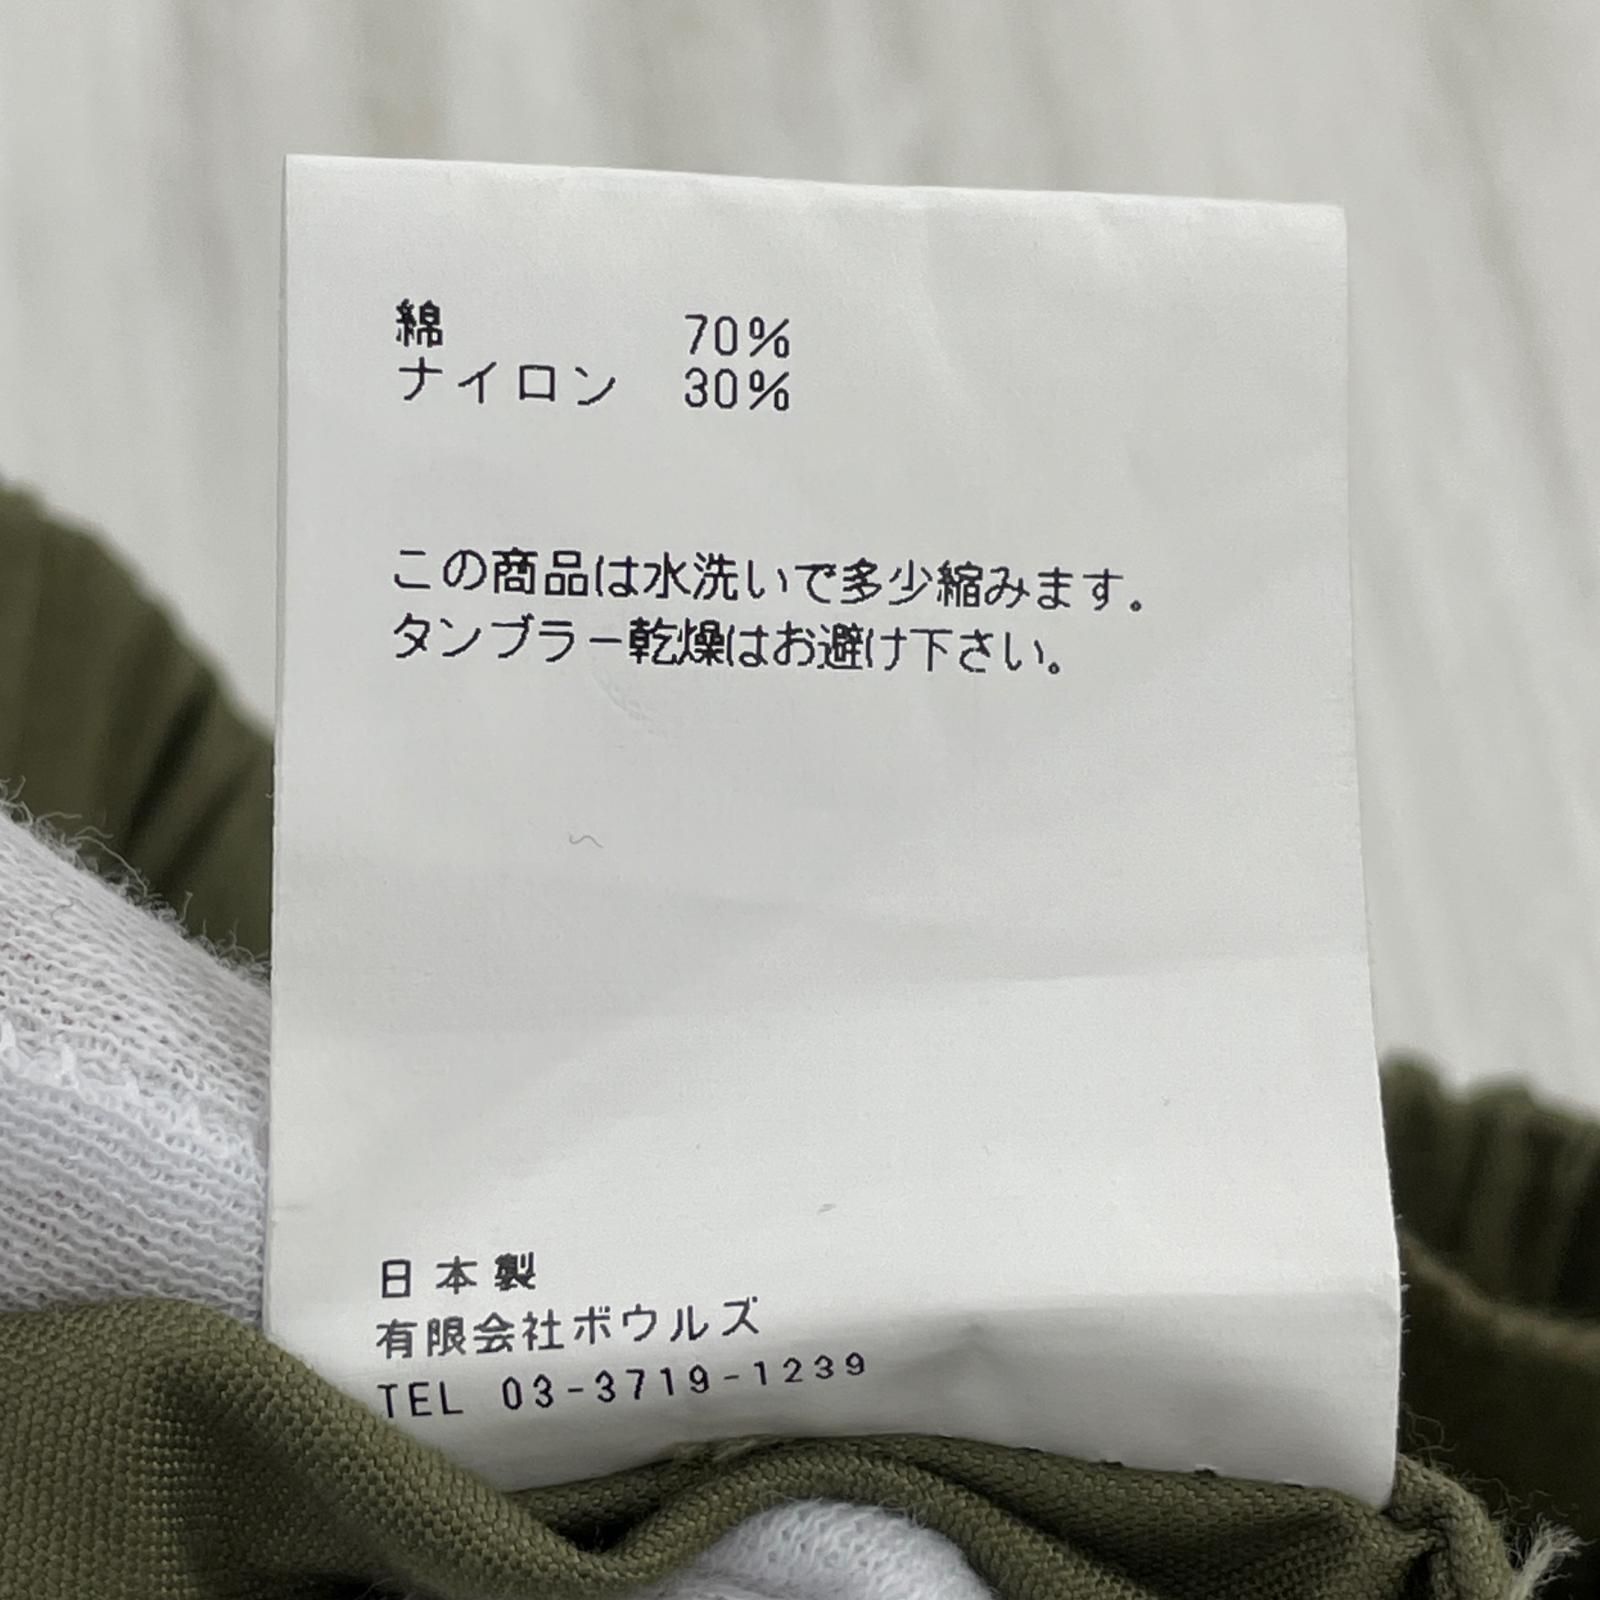 綿 70%
ナイロン 30%
この商品は水洗いで多少縮みます。
タンブラー乾燥はお避け下さい。
日本製
有限会社ボウルズ
TEL 03-3719-1239